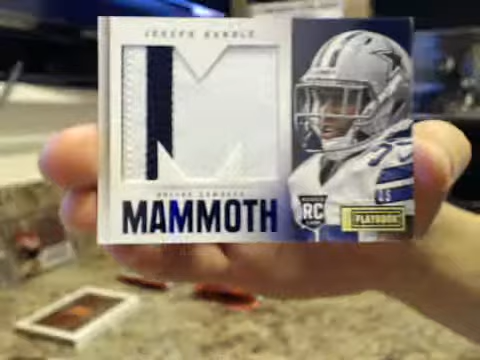 JOSEPH RANDLE
DALLAS COWBOYS
MAMMOTH
RC
PLAYBOOK